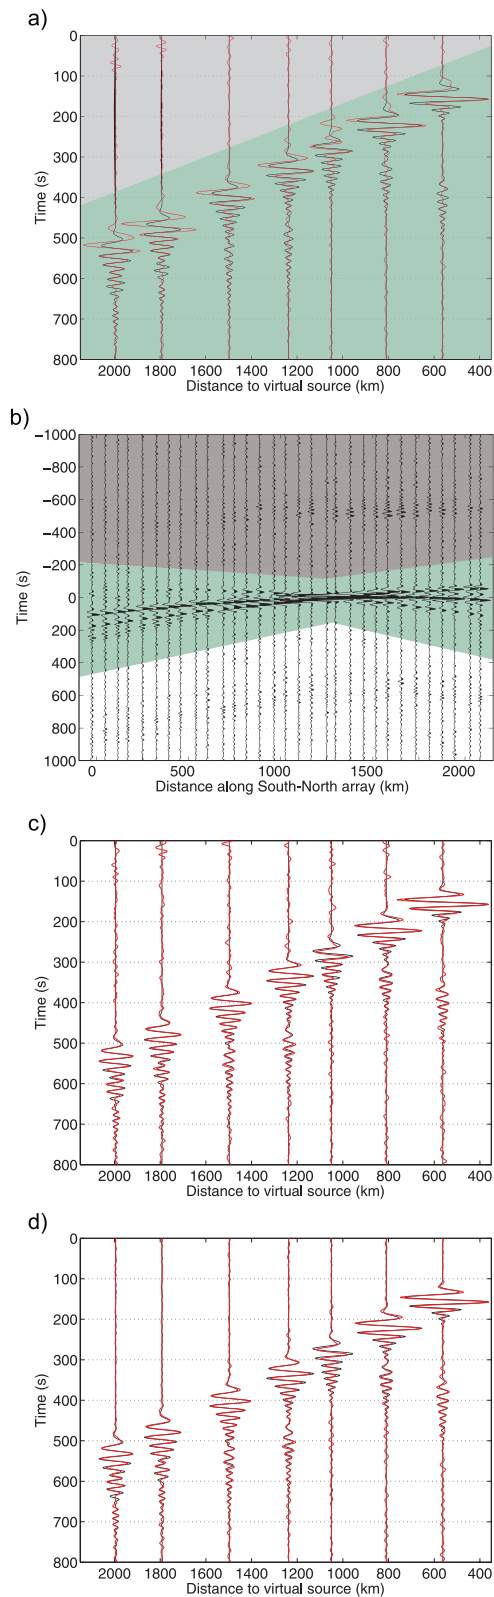 a)
0
100
200
300
400
500
600
700
800
Time (s)
2000 1800 1600 1400 1200 1000 800 600 400
Distance to virtual source (km)
b)
−1000
−800
−600
−400
−200
0
200
400
600
800
1000
Time (s)
0 500 1000 1500 2000
Distance along South-North array (km)
c)
0
100
200
300
400
500
600
700
800
Time (s)
2000 1800 1600 1400 1200 1000 800 600 400
Distance to virtual source (km)
d)
0
100
200
300
400
500
600
700
800
Time (s)
2000 1800 1600 1400 1200 1000 800 600 400
Distance to virtual source (km)